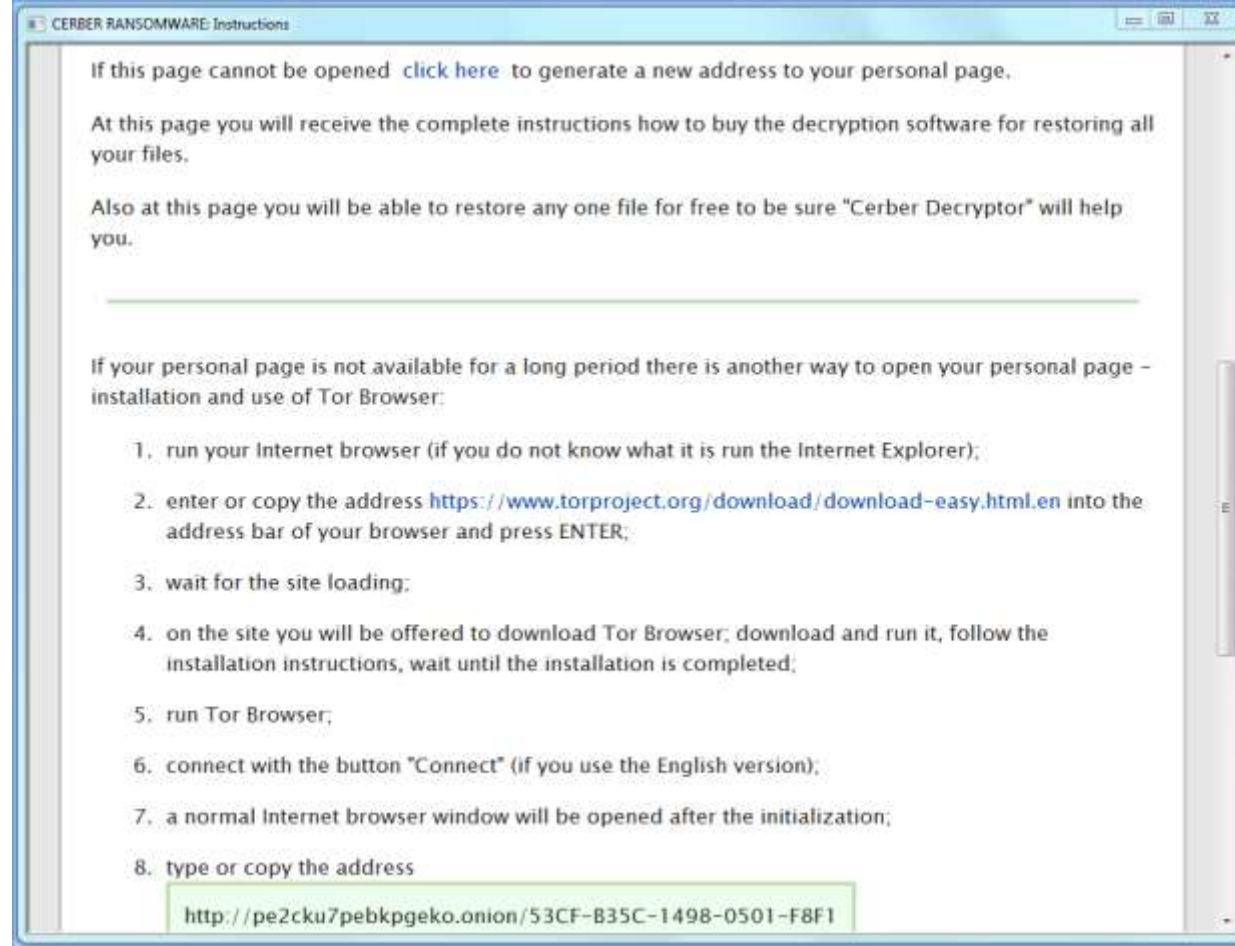 CERBER RANSOMWARE: Instructions
If this page cannot be opened click here to generate a new address to your personal page.
At this page you will receive the complete instructions how to buy the decryption software for restoring all
your files.
Also at this page you will be able to restore any one file for free to be sure "Cerber Decryptor" will help
you.
If your personal page is not available for a long period there is another way to open your personal page –
installation and use of Tor Browser:
1. run your Internet browser (if you do not know what it is run the Internet Explorer);
2. enter or copy the address https://www.torproject.org/download/download-easy.html.en into the
address bar of your browser and press ENTER;
3. wait for the site loading;
4. on the site you will be offered to download Tor Browser; download and run it, follow the
installation instructions, wait until the installation is completed;
5. run Tor Browser;
6. connect with the button "Connect" (if you use the English version);
7. a normal Internet browser window will be opened after the initialization;
8. type or copy the address
http://pe2cku7pebkpgeko.onion/53CF-B35C-1498-0501-F8F1